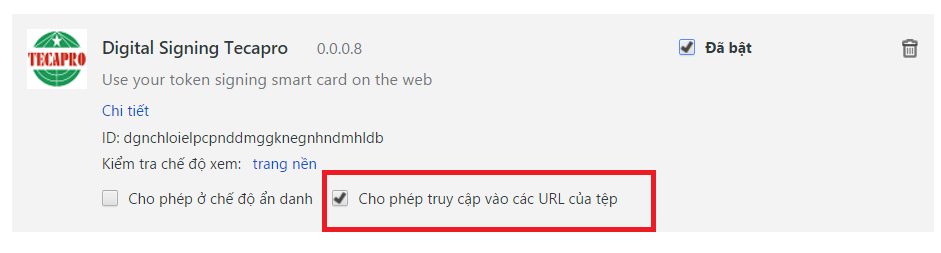 TECAPRO
Digital Signing Tecapro 0.0.0.8 Đã bật
Use your token signing smart card on the web
Chi tiết
ID: dgnchloielpcpnddmggknegnhndmhldb
Kiểm tra chế độ xem: trang nền
Cho phép ở chế độ ẩn danh Cho phép truy cập vào các URL của tệp